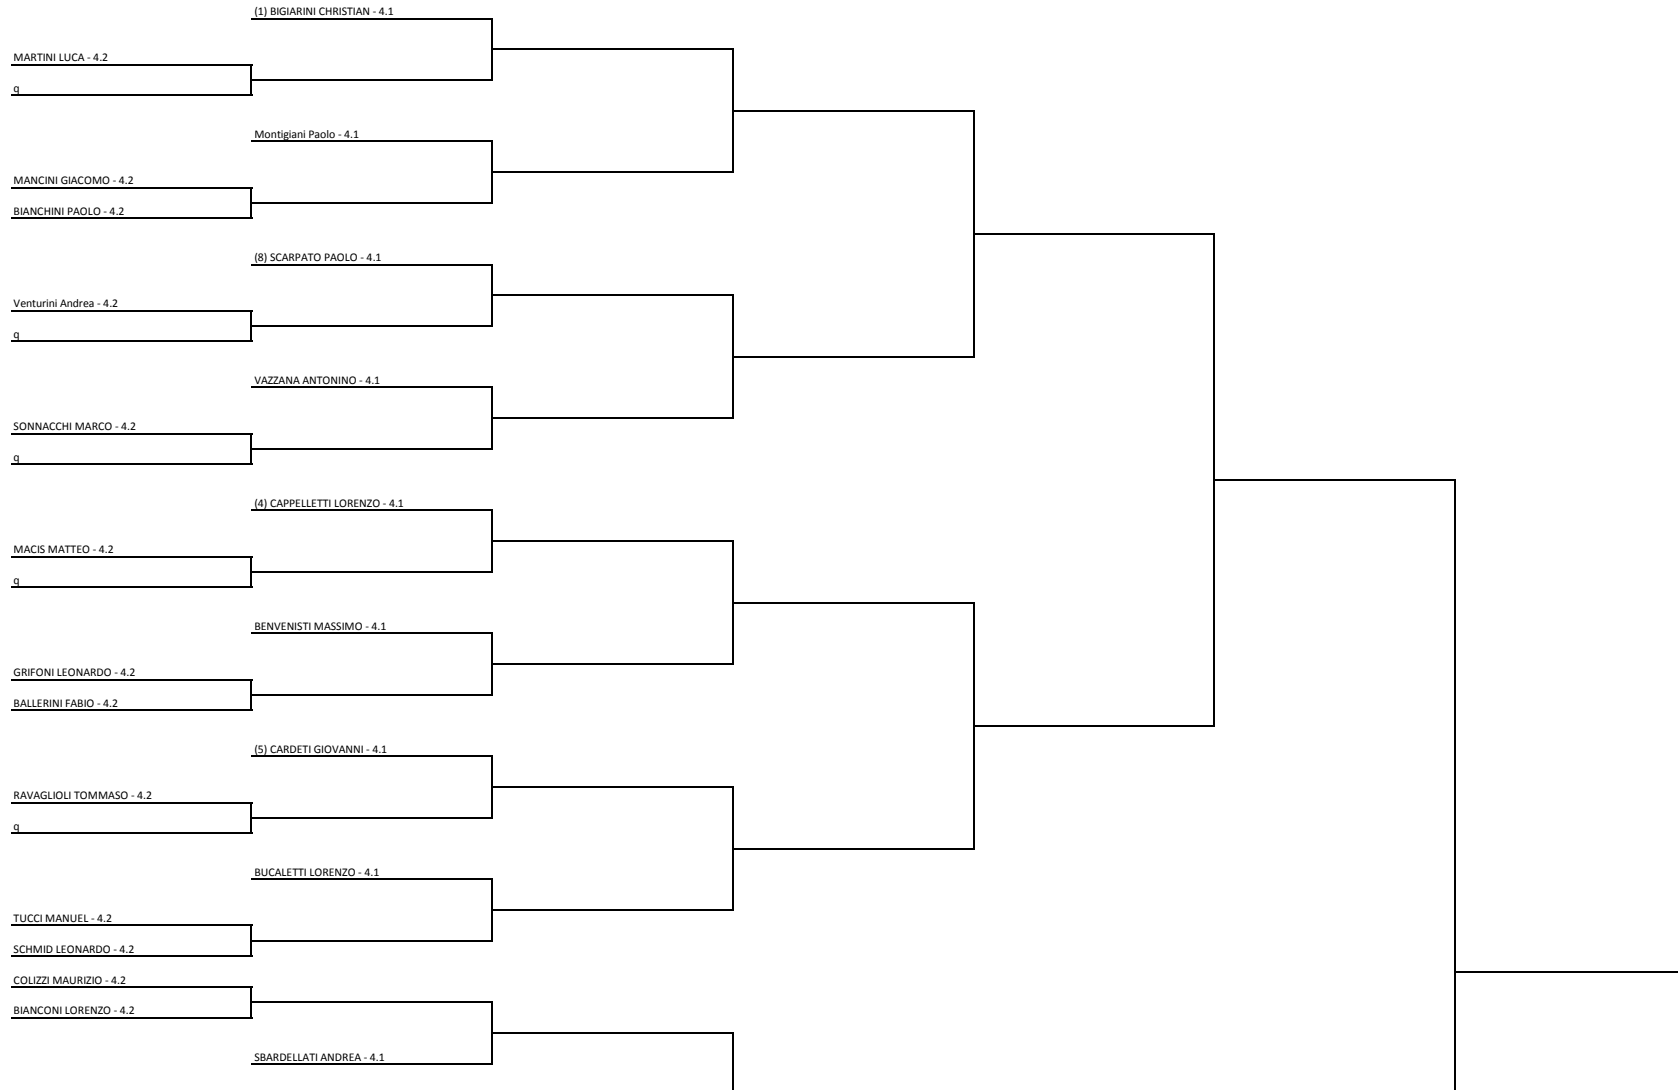 (1) BIGIARINI CHRISTIAN - 4.1
MARTINI LUCA - 4.2
q
Montigiani Paolo - 4.1
MANCINI GIACOMO - 4.2
BIANCHINI PAOLO - 4.2
(8) SCARPATO PAOLO - 4.1
Venturini Andrea - 4.2
q
VAZZANA ANTONINO - 4.1
SONNACCHI MARCO - 4.2
q
(4) CAPPELLETTI LORENZO - 4.1
MACIS MATTEO - 4.2
q
BENVENISTI MASSIMO - 4.1
GRIFONI LEONARDO - 4.2
BALLERINI FABIO - 4.2
(5) CARDETI GIOVANNI - 4.1
RAVAGLIOLI TOMMASO - 4.2
q
BUCALETTI LORENZO - 4.1
TUCCI MANUEL - 4.2
SCHMID LEONARDO - 4.2
COLIZZI MAURIZIO - 4.2
BIANCONI LORENZO - 4.2
SBARDELLATI ANDREA - 4.1